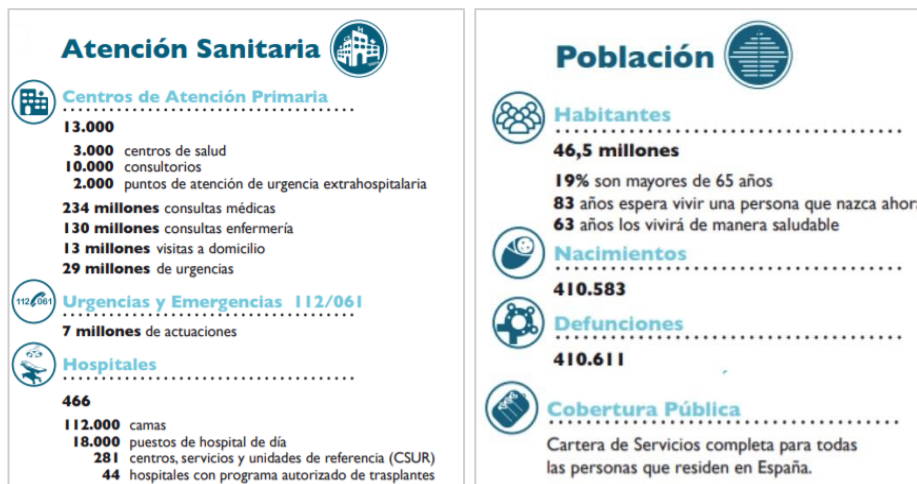 Atención Sanitaria
Centros de Atención Primaria
13.000
3.000 centros de salud
10.000 consultorios
2.000 puntos de atención de urgencia extrahospitalaria
234 millones consultas médicas
130 millones consultas enfermería
13 millones visitas a domicilio
29 millones de urgencias
112 061
Urgencias y Emergencias 112/061
7 millones de actuaciones
Hospitales
466
112.000 camas
18.000 puestos de hospital de día
281 centros, servicios y unidades de referencia (CSUR)
44 hospitales con programa autorizado de trasplantes
Población
Habitantes
46,5 millones
19% son mayores de 65 años
83 años espera vivir una persona que nazca ahora
63 años los vivirá de manera saludable
Nacimientos
410.583
Defunciones
410.611
Cobertura Pública
Cartera de Servicios completa para todas
las personas que residen en España.